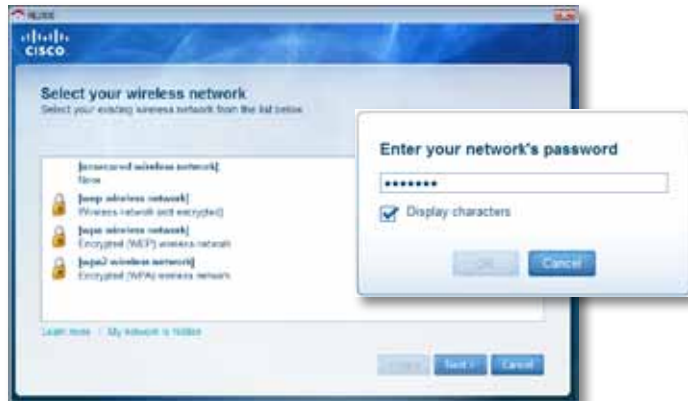 CISCO
Select your wireless network
Select your existing wireless network from the list below
[unsecured wireless network]
None
[wep wireless network]
Wireless network (not encrypted)
[wpa wireless network]
Encrypted (WEP) wireless network
[wpa2 wireless network]
Encrypted (WPA) wireless network
Learn more | My network is hidden
Next >
Cancel
Enter your network's password
•••••••
Display characters
OK
Cancel